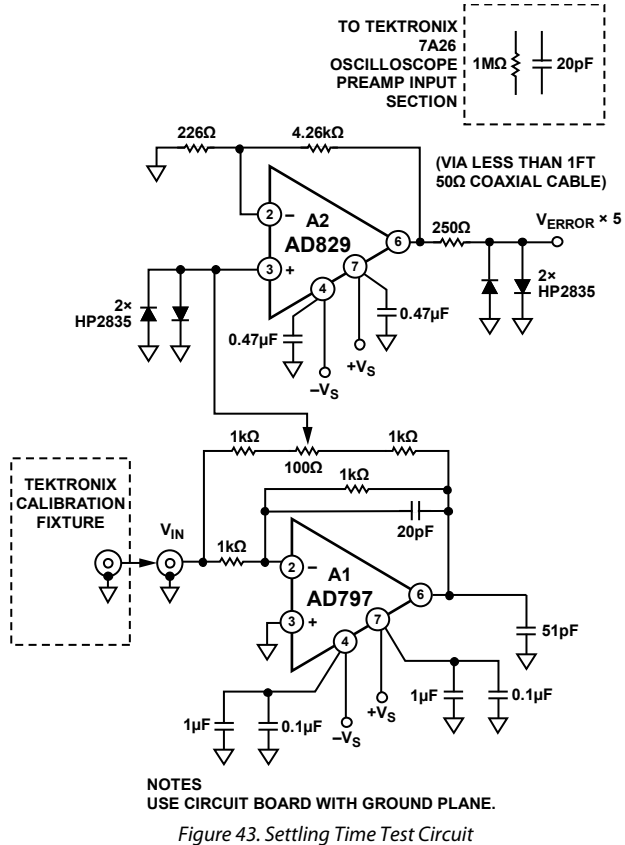 TO TEKTRONIX
7A26
OSCILLOSCOPE
PREAMP INPUT
SECTION
1MΩ
20pF
226Ω
4.26kΩ
(VIA LESS THAN 1FT
50Ω COAXIAL CABLE)
2
–
A2
AD829
6
250Ω
VERROR × 5
3
+
7
4
2×
HP2835
2×
HP2835
0.47µF
0.47µF
+VS
–VS
1kΩ
100Ω
1kΩ
1kΩ
20pF
TEKTRONIX
CALIBRATION
FIXTURE
VIN
1kΩ
2
–
A1
AD797
6
3
+
7
4
51pF
1µF
0.1µF
+VS
–VS
1µF
0.1µF
NOTES
USE CIRCUIT BOARD WITH GROUND PLANE.
Figure 43. Settling Time Test Circuit